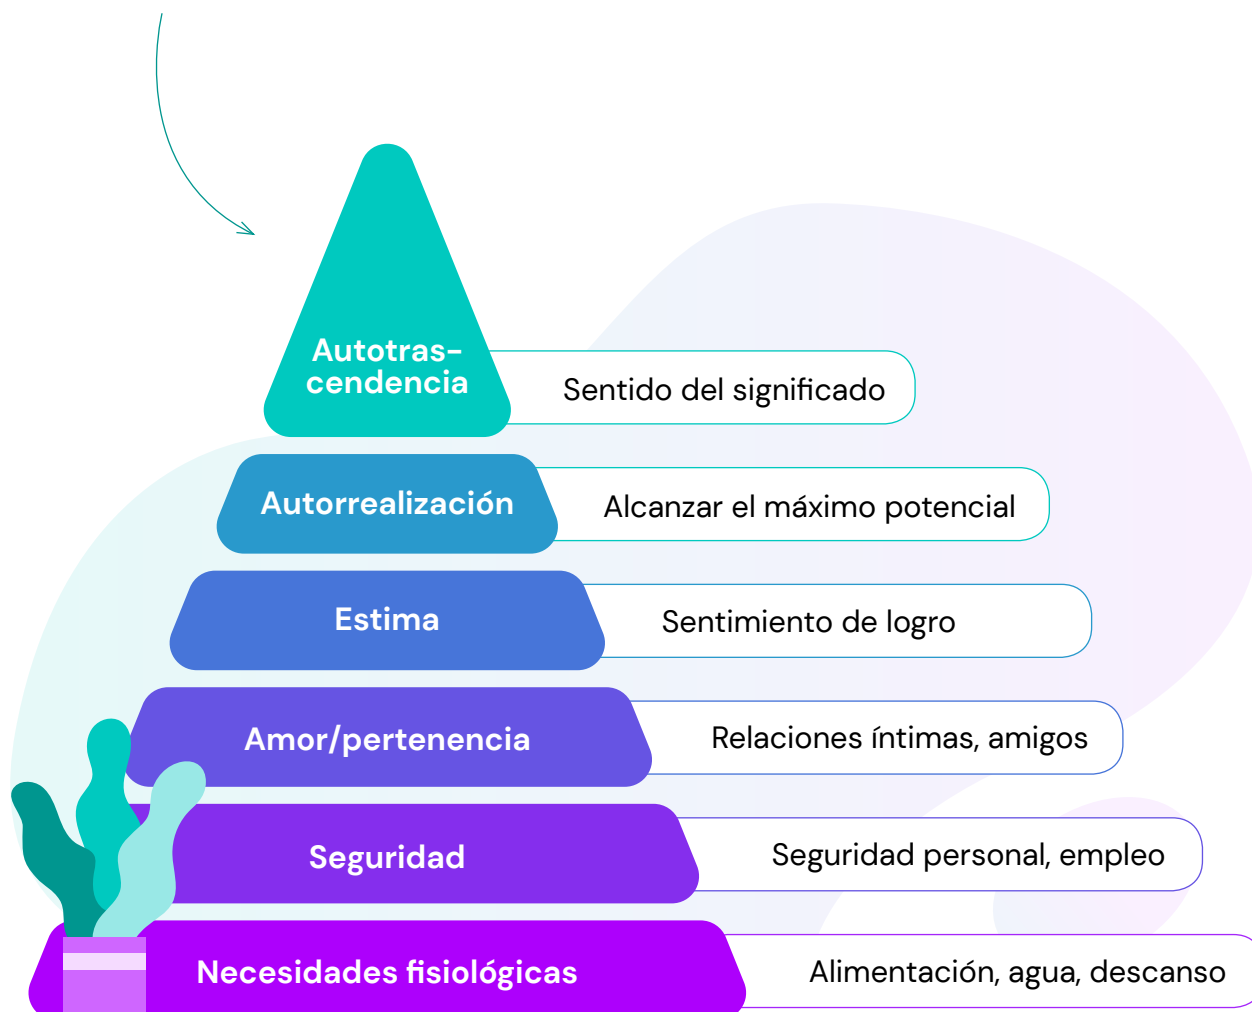 Autotras-
cendencia
Sentido del significado
Autorrealización
Alcanzar el máximo potencial
Estima
Sentimiento de logro
Amor/pertenencia
Relaciones íntimas, amigos
Seguridad
Seguridad personal, empleo
Necesidades fisiológicas
Alimentación, agua, descanso